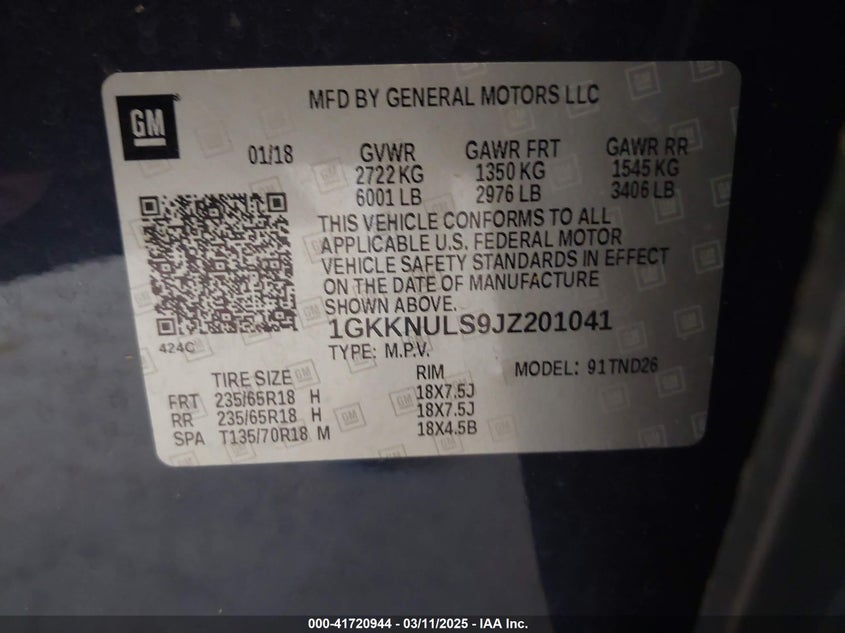 GM
MFD BY GENERAL MOTORS LLC
01/18 GVWR GAWR FRT GAWR RR
2722 KG 1350 KG 1545 KG
6001 LB 2976 LB 3406 LB
THIS VEHICLE CONFORMS TO ALL
APPLICABLE U.S. FEDERAL MOTOR
VEHICLE SAFETY STANDARDS IN EFFECT
ON THE DATE OF MANUFACTURE
SHOWN ABOVE.
424C
1GKKNULS9JZ201041
TYPE: M.P.V.
TIRE SIZE RIM MODEL: 91TND26
FRT 235/65R18 H 18X7.5J
RR 235/65R18 H 18X7.5J
SPA T135/70R18 M 18X4.5B
000-41720944 — 03/11/2025 - IAA Inc.